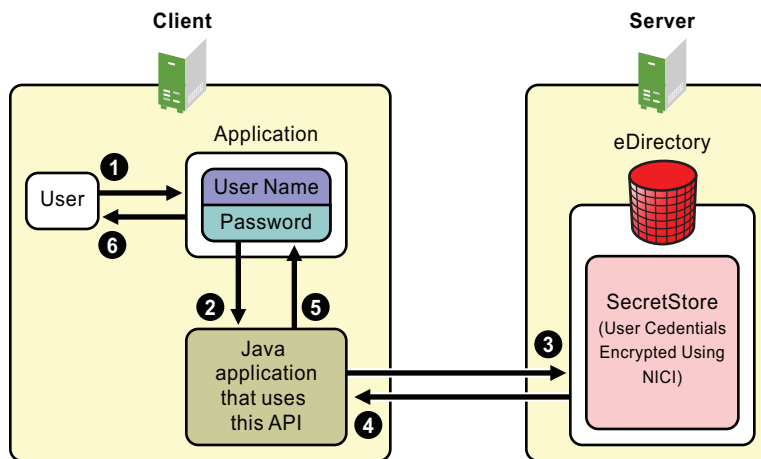 Client
Server
Application
eDirectory
1
User
User Name
Password
6
2
5
SecretStore
(User Cedentials
Encrypted Using
NICI)
3
Java
application
that uses
this API
4